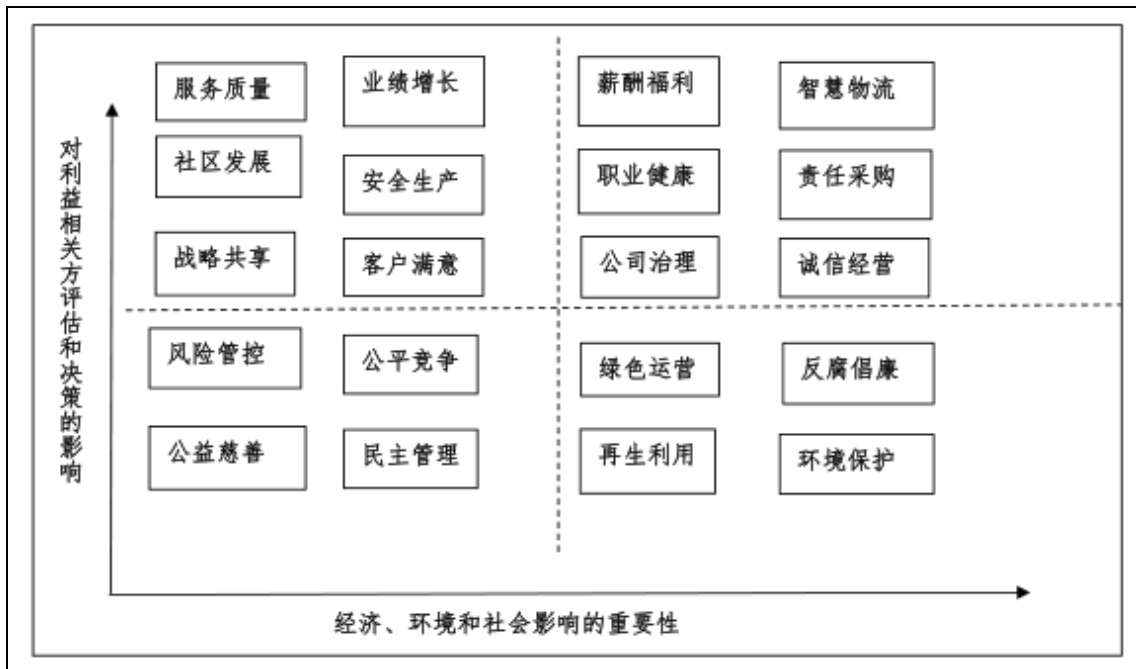 对利益相关方评估和决策的影响
服务质量
业绩增长
薪酬福利
智慧物流
社区发展
安全生产
职业健康
责任采购
战略共享
客户满意
公司治理
诚信经营
风险管控
公平竞争
绿色运营
反腐倡廉
公益慈善
民主管理
再生利用
环境保护
经济、环境和社会影响的重要性